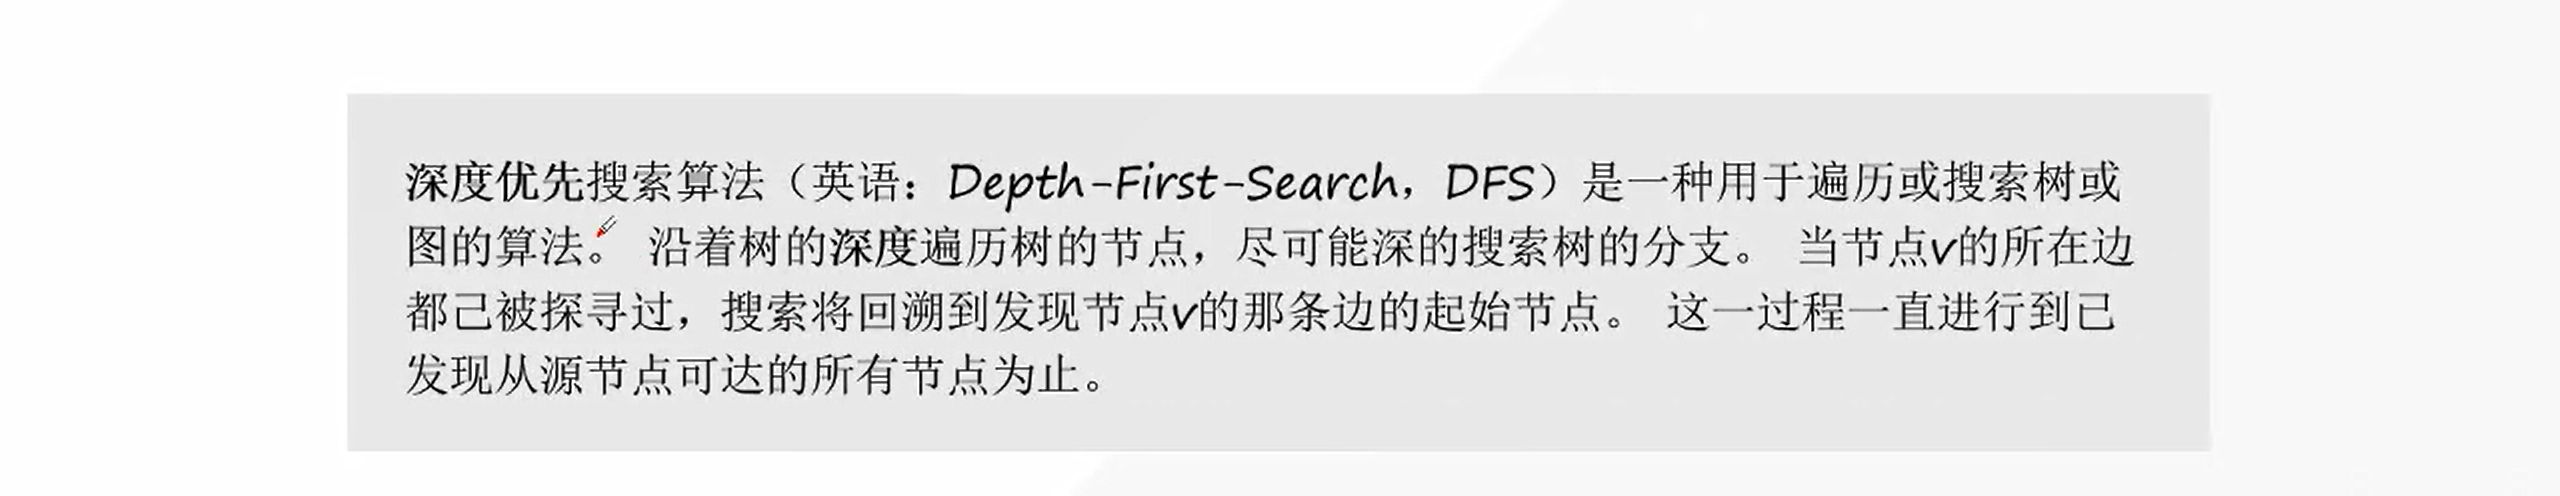 深度优先搜索算法（英语：Depth-First-Search，DFS）是一种用于遍历或搜索树或
图的算法。 沿着树的深度遍历树的节点，尽可能深的搜索树的分支。 当节点v的所在边
都己被探寻过，搜索将回溯到发现节点v的那条边的起始节点。 这一过程一直进行到已
发现从源节点可达的所有节点为止。